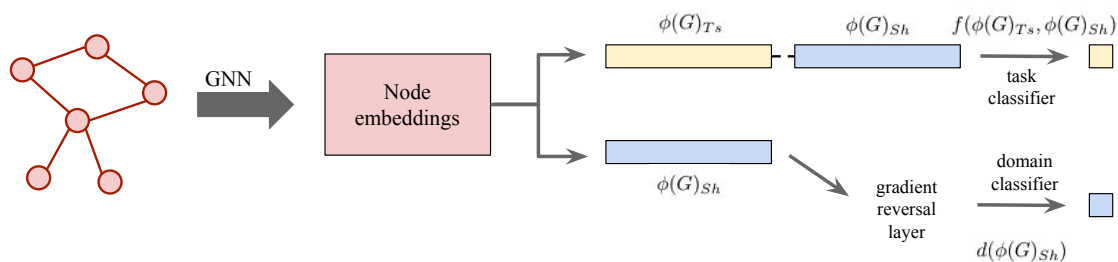 GNN
Node
embeddings
ϕ(G)_{Ts}
ϕ(G)_{Sh}
f(ϕ(G)_{Ts}, ϕ(G)_{Sh})
task
classifier
ϕ(G)_{Sh}
gradient
reversal
layer
domain
classifier
d(ϕ(G)_{Sh})